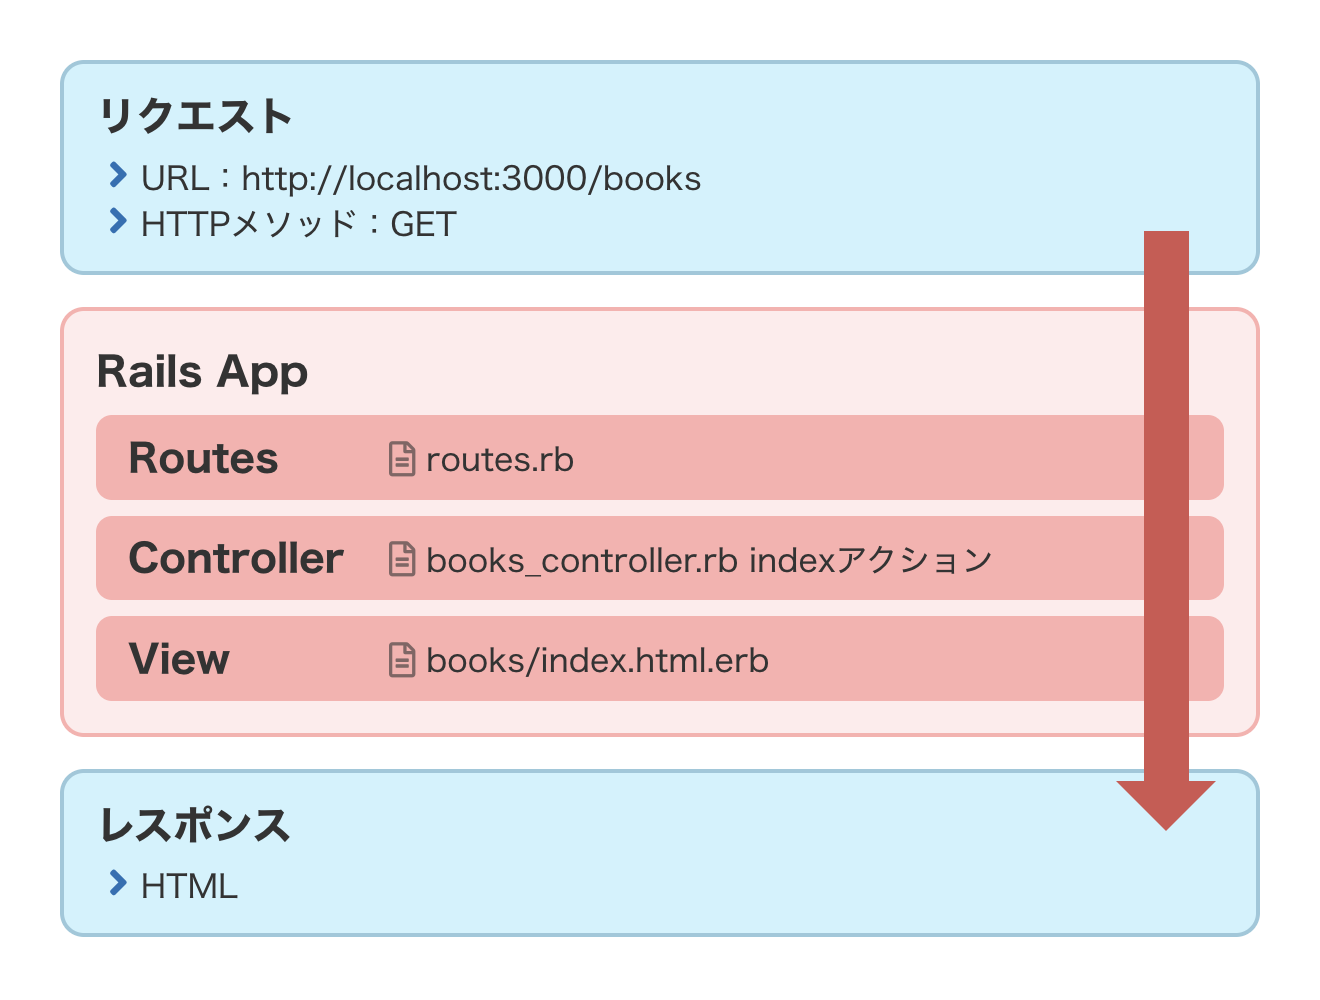 リクエスト
URL：http://localhost:3000/books
HTTPメソッド：GET
Rails App
Routes routes.rb
Controller books_controller.rb indexアクション
View books/index.html.erb
レスポンス
HTML